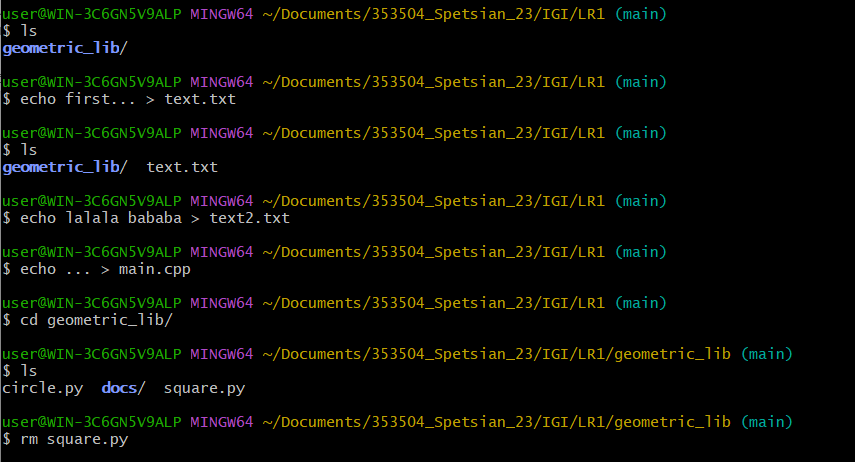 user@WIN-3C6GN5V9ALP MINGW64 ~/Documents/353504_Spetsian_23/IGI/LR1 (main)
$ ls
geometric_lib/
user@WIN-3C6GN5V9ALP MINGW64 ~/Documents/353504_Spetsian_23/IGI/LR1 (main)
$ echo first... > text.txt
user@WIN-3C6GN5V9ALP MINGW64 ~/Documents/353504_Spetsian_23/IGI/LR1 (main)
$ ls
geometric_lib/  text.txt
user@WIN-3C6GN5V9ALP MINGW64 ~/Documents/353504_Spetsian_23/IGI/LR1 (main)
$ echo lalala bababa > text2.txt
user@WIN-3C6GN5V9ALP MINGW64 ~/Documents/353504_Spetsian_23/IGI/LR1 (main)
$ echo ... > main.cpp
user@WIN-3C6GN5V9ALP MINGW64 ~/Documents/353504_Spetsian_23/IGI/LR1 (main)
$ cd geometric_lib/
user@WIN-3C6GN5V9ALP MINGW64 ~/Documents/353504_Spetsian_23/IGI/LR1/geometric_lib (main)
$ ls
circle.py  docs/  square.py
user@WIN-3C6GN5V9ALP MINGW64 ~/Documents/353504_Spetsian_23/IGI/LR1/geometric_lib (main)
$ rm square.py